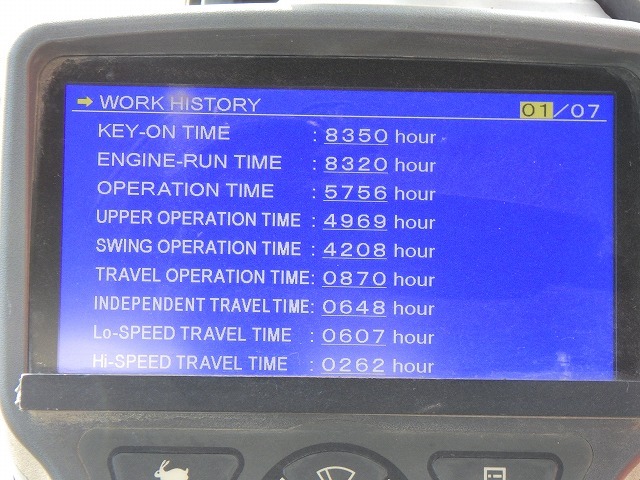 WORK HISTORY 01/07
KEY-ON TIME : 8350 hour
ENGINE-RUN TIME : 8320 hour
OPERATION TIME : 5756 hour
UPPER OPERATION TIME : 4969 hour
SWING OPERATION TIME : 4208 hour
TRAVEL OPERATION TIME: 0870 hour
INDEPENDENT TRAVEL TIME: 0648 hour
Lo-SPEED TRAVEL TIME : 0607 hour
Hi-SPEED TRAVEL TIME : 0262 hour